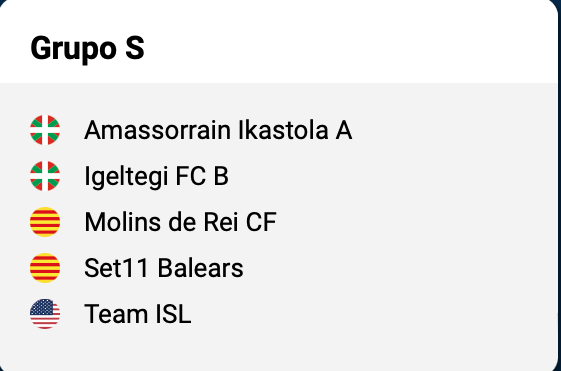 Grupo S
Amassorrain Ikastola A
Igeltegi FC B
Molins de Rei CF
Set11 Balears
Team ISL